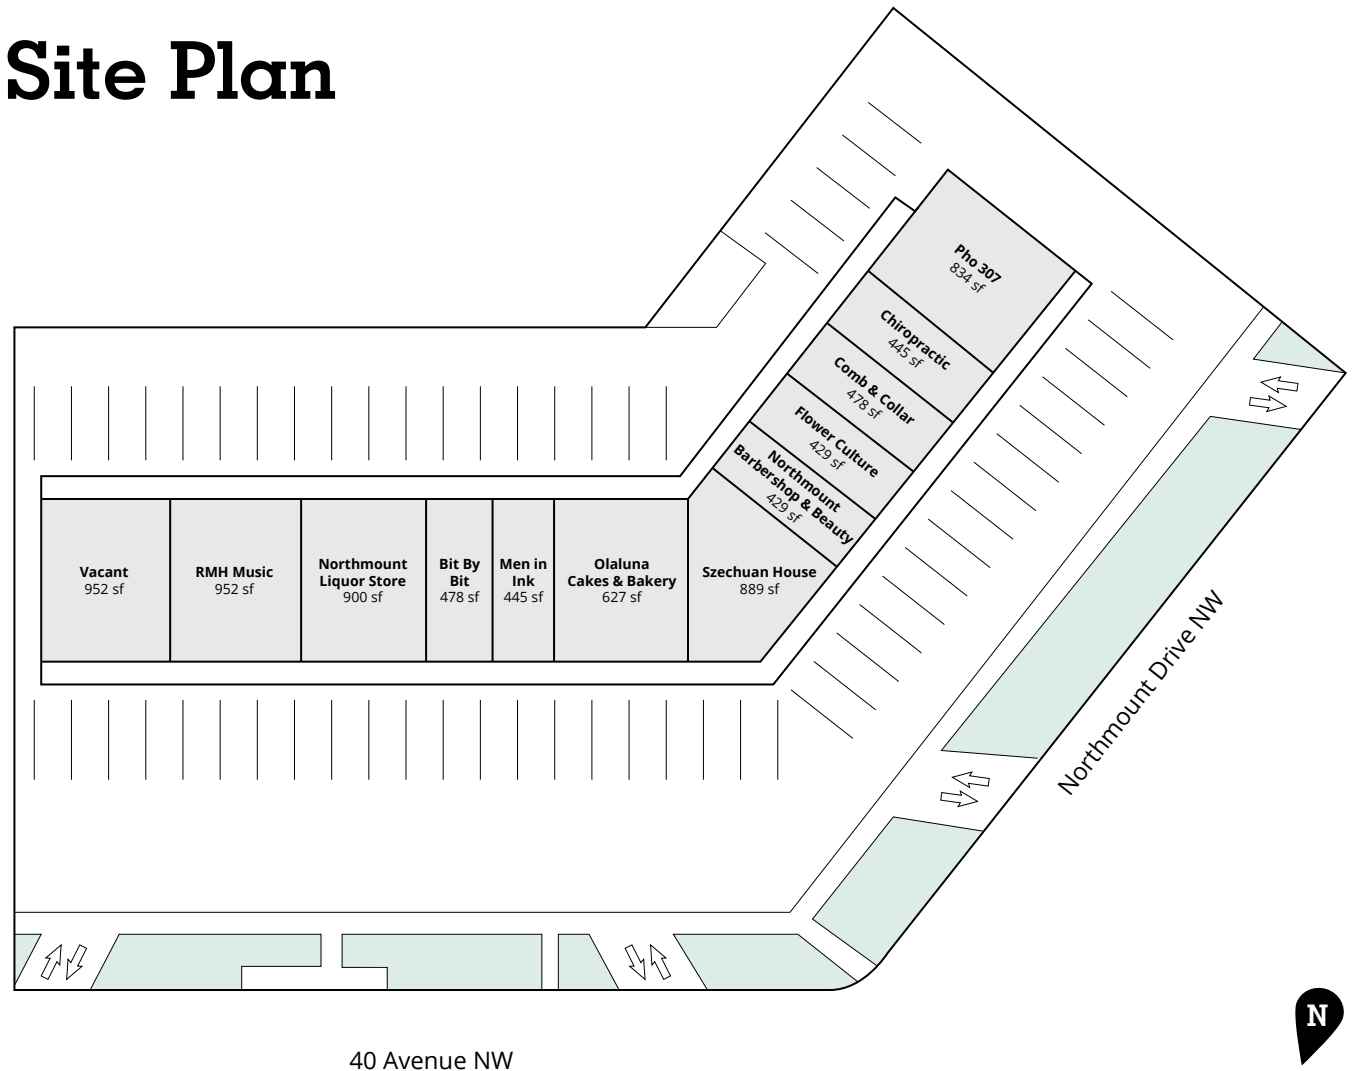 Site Plan
Pho 307
834 sf
Chiropractic
445 sf
Comb & Collar
478 sf
Flower Culture
429 sf
Northmount
Barbershop & Beauty
429 sf
Vacant
952 sf
RMH Music
952 sf
Northmount
Liquor Store
900 sf
Bit By
Bit
478 sf
Men in
Ink
445 sf
Olaluna
Cakes & Bakery
627 sf
Szechuan House
889 sf
Northmount Drive NW
40 Avenue NW
N